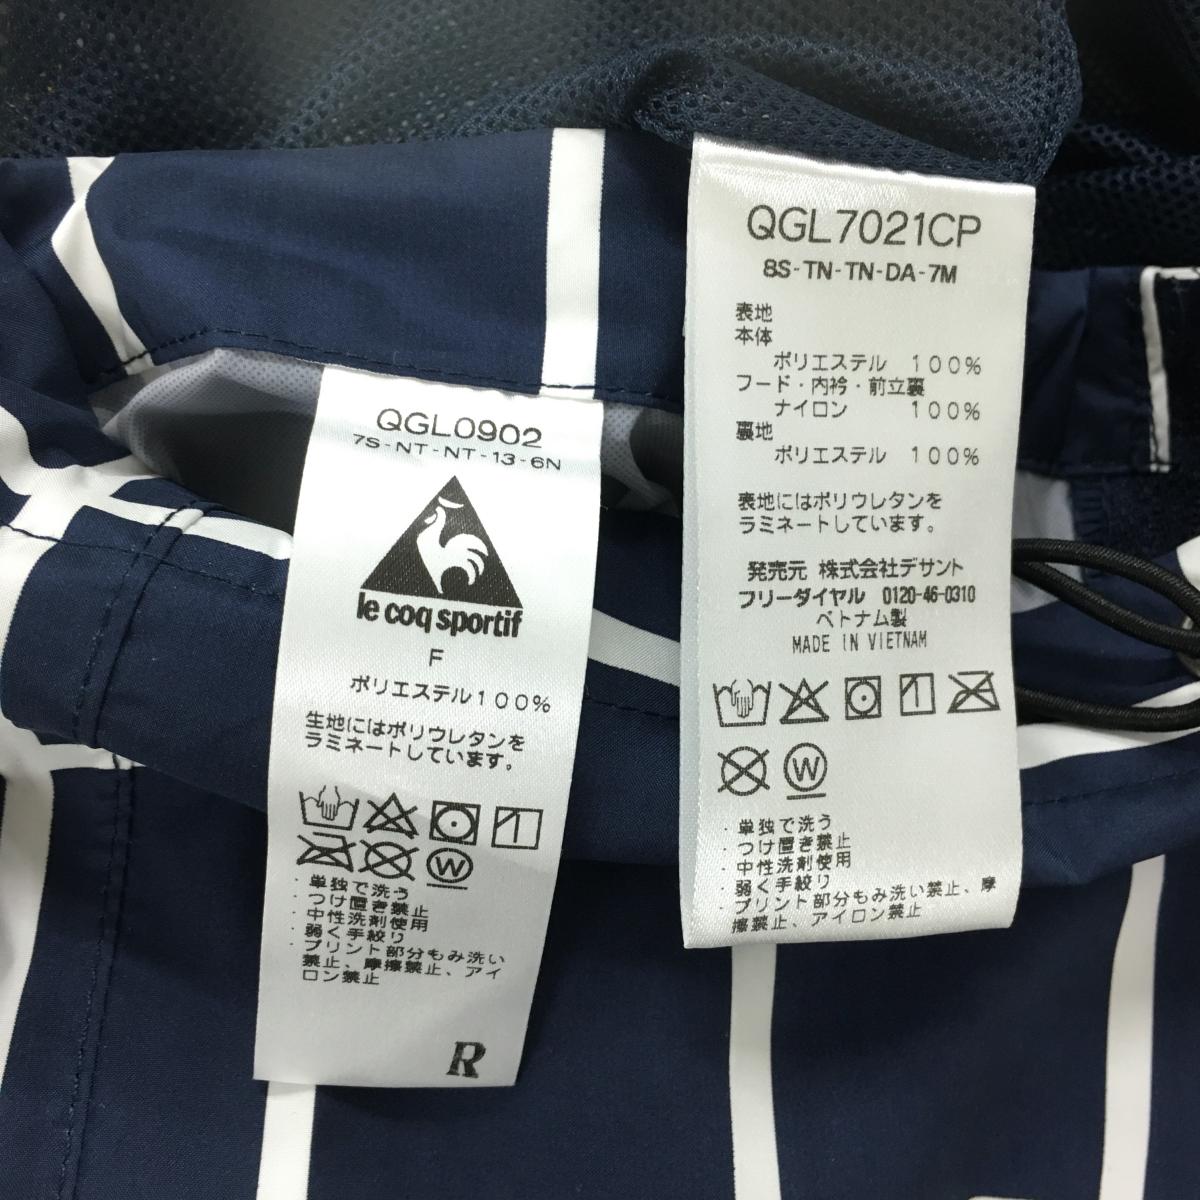 QGL0902
7S-NT-NT-13-6N
le coq sportif
F
ポリエステル100%
生地にはポリウレタンを
ラミネートしています。
W
・単独で洗う
・つけ置き禁止
・中性洗剤使用
・弱く手絞り
・プリント部分もみ洗い
禁止、摩擦禁止、アイ
ロン禁止
R
QGL7021CP
8S-TN-TN-DA-7M
表地
本体
ポリエステル 100%
フード・内衿・前立裏
ナイロン 100%
裏地
ポリエステル 100%
表地にはポリウレタンを
ラミネートしています。
発売元 株式会社デサント
フリーダイヤル 0120-46-0310
ベトナム製
MADE IN VIETNAM
W
・単独で洗う
・つけ置き禁止
・中性洗剤使用
・弱く手絞り
・プリント部分もみ洗い禁止、摩
擦禁止、アイロン禁止